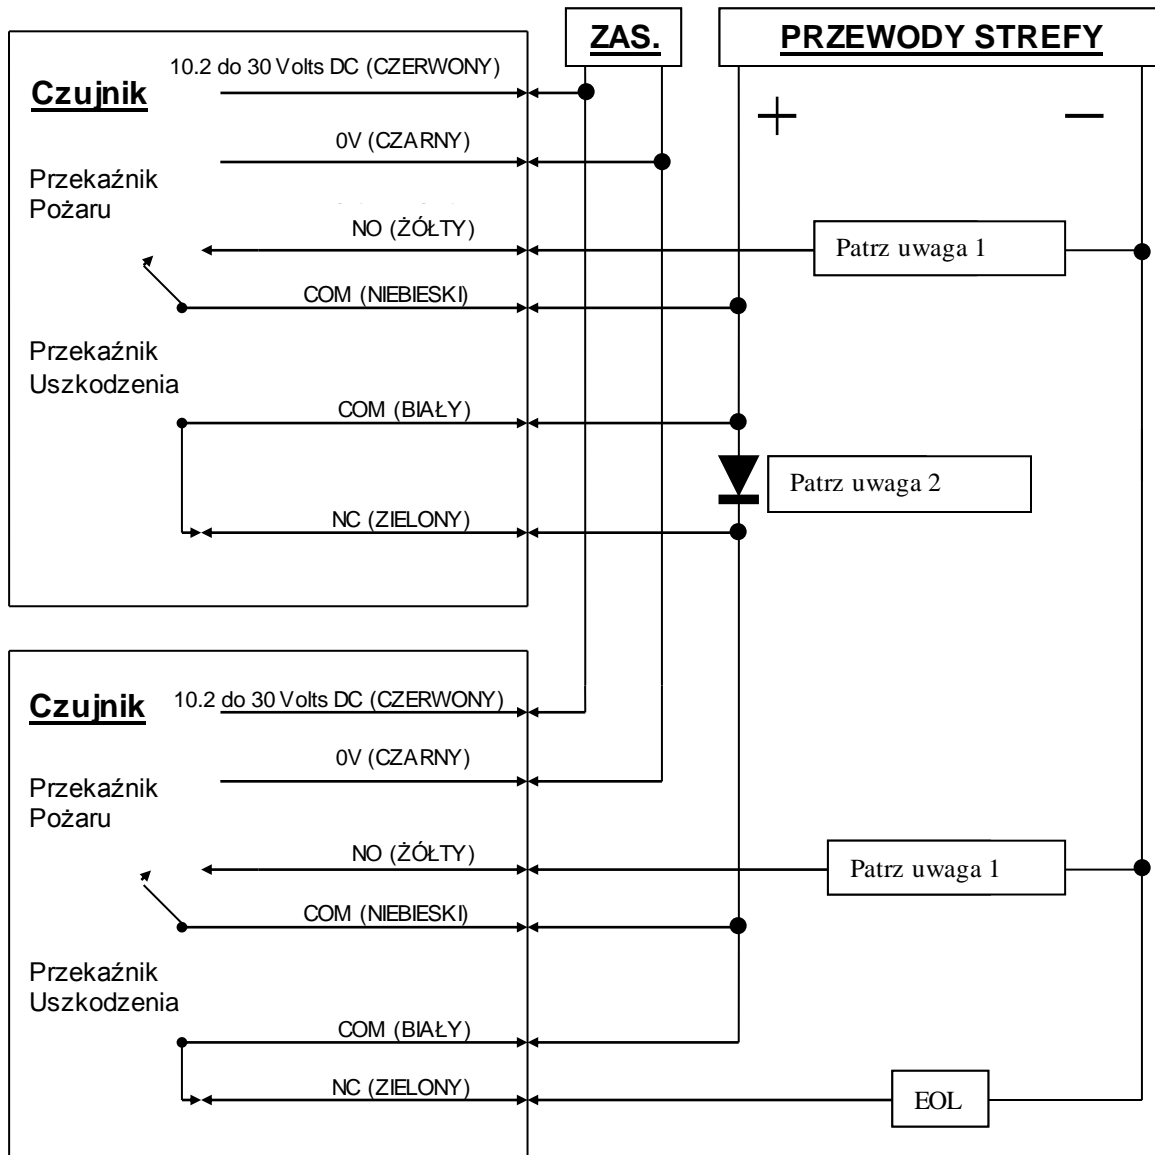 ZAS.
PRZEWODY STREFY
+
−
Czujnik
10.2 do 30 Volts DC (CZERWONY)
0V (CZARNY)
Przekaźnik
Pożaru
NO (ŻÓŁTY)
Patrz uwaga 1
COM (NIEBIESKI)
Przekaźnik
Uszkodzenia
COM (BIAŁY)
Patrz uwaga 2
NC (ZIELONY)
Czujnik
10.2 do 30 Volts DC (CZERWONY)
0V (CZARNY)
Przekaźnik
Pożaru
NO (ŻÓŁTY)
Patrz uwaga 1
COM (NIEBIESKI)
Przekaźnik
Uszkodzenia
COM (BIAŁY)
NC (ZIELONY)
EOL